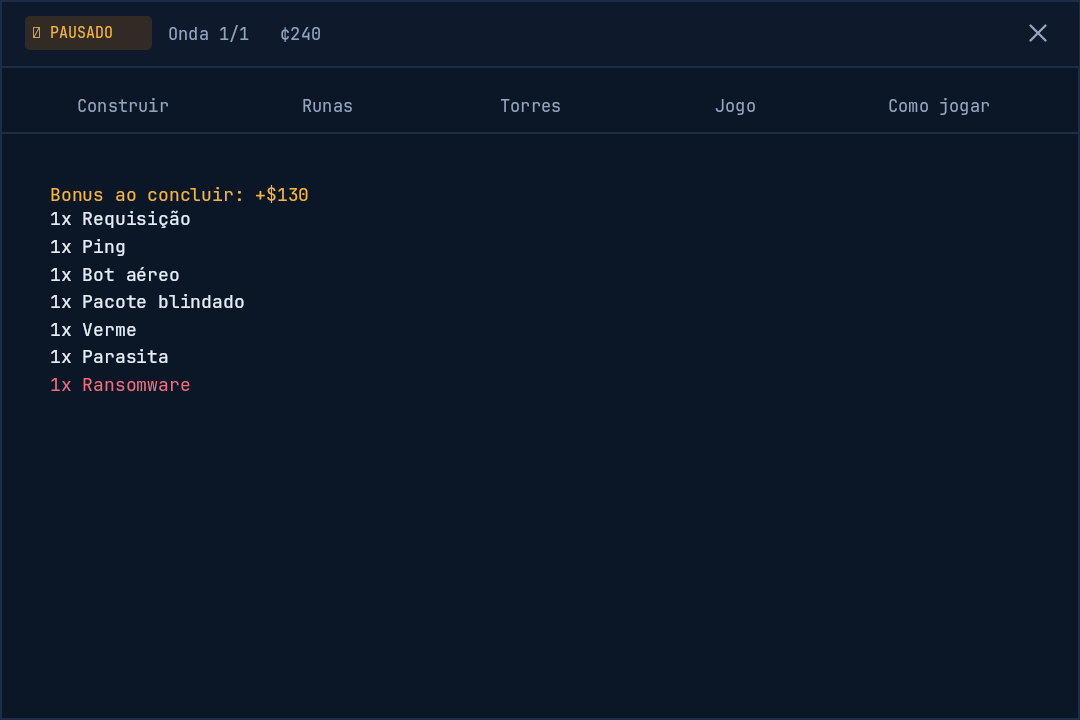 PAUSADO Onda 1/1 ¢240
Construir Runas Torres Jogo Como jogar
Bonus ao concluir: +$130
1x Requisição
1x Ping
1x Bot aéreo
1x Pacote blindado
1x Verme
1x Parasita
1x Ransomware